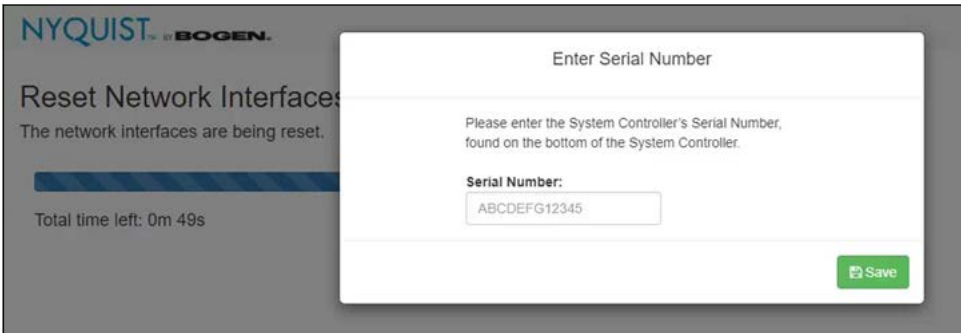 NYQUIST™ BY BOGEN.
Enter Serial Number
Reset Network Interfaces
The network interfaces are being reset.
Please enter the System Controller's Serial Number,
found on the bottom of the System Controller.
Serial Number:
ABCDEFG12345
Total time left: 0m 49s
Save